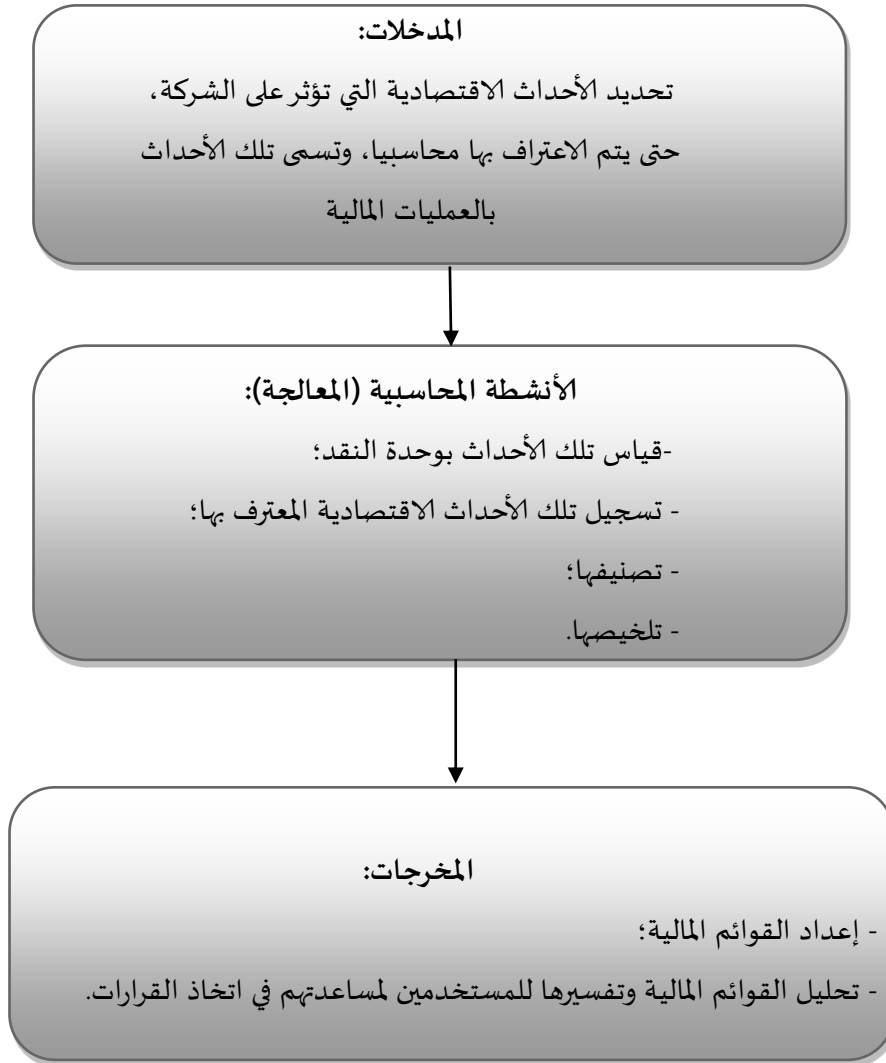 المدخلات:
تحديد الأحداث الاقتصادية التي تؤثر على الشركة،
حتى يتم الاعتراف بها محاسبيا، وتسمى تلك الأحداث
بالعمليات المالية
الأنشطة المحاسبية (المعالجة):
-قياس تلك الأحداث بوحدة النقد؛
- تسجيل تلك الأحداث الاقتصادية المعترف بها؛
- تصنيفها؛
- تلخيصها.
المخرجات:
- إعداد القوائم المالية؛
- تحليل القوائم المالية وتفسيرها للمستخدمين لمساعدتهم في اتخاذ القرارات.